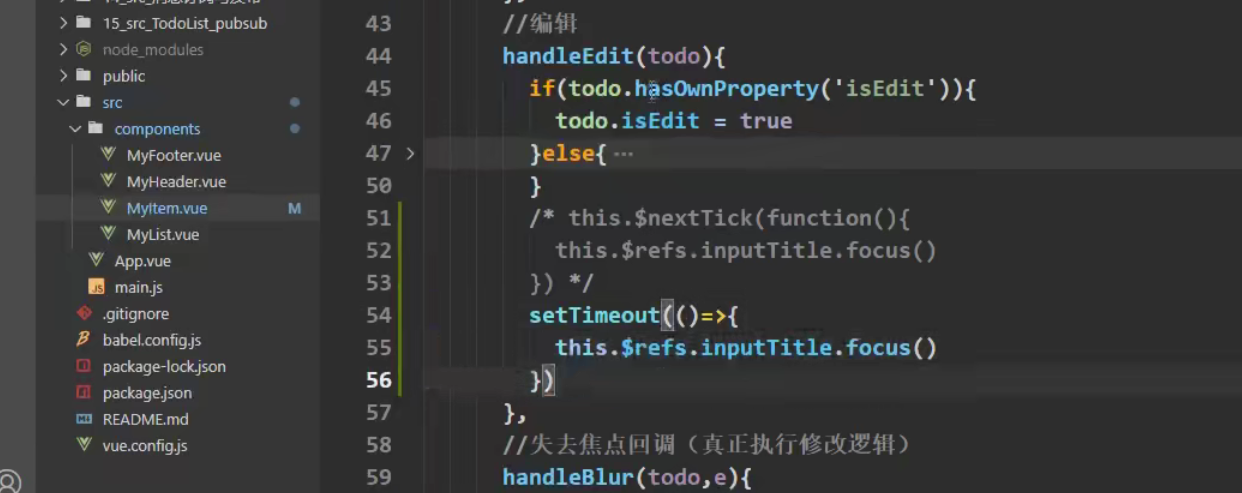 15_src_TodoList_pubsub
node_modules
public
src
components
MyFooter.vue
MyHeader.vue
MyItem.vue M
MyList.vue
App.vue
main.js
.gitignore
babel.config.js
package-lock.json
package.json
README.md
vue.config.js
43 //编辑
44 handleEdit(todo){
45 if(todo.hasOwnProperty('isEdit')){
46 todo.isEdit = true
47 }else{ ···
50 }
51 /* this.$nextTick(function(){
52 this.$refs.inputTitle.focus()
53 }) */
54 setTimeout(()=>{
55 this.$refs.inputTitle.focus()
56 })
57 },
58 //失去焦点回调（真正执行修改逻辑）
59 handleBlur(todo,e){